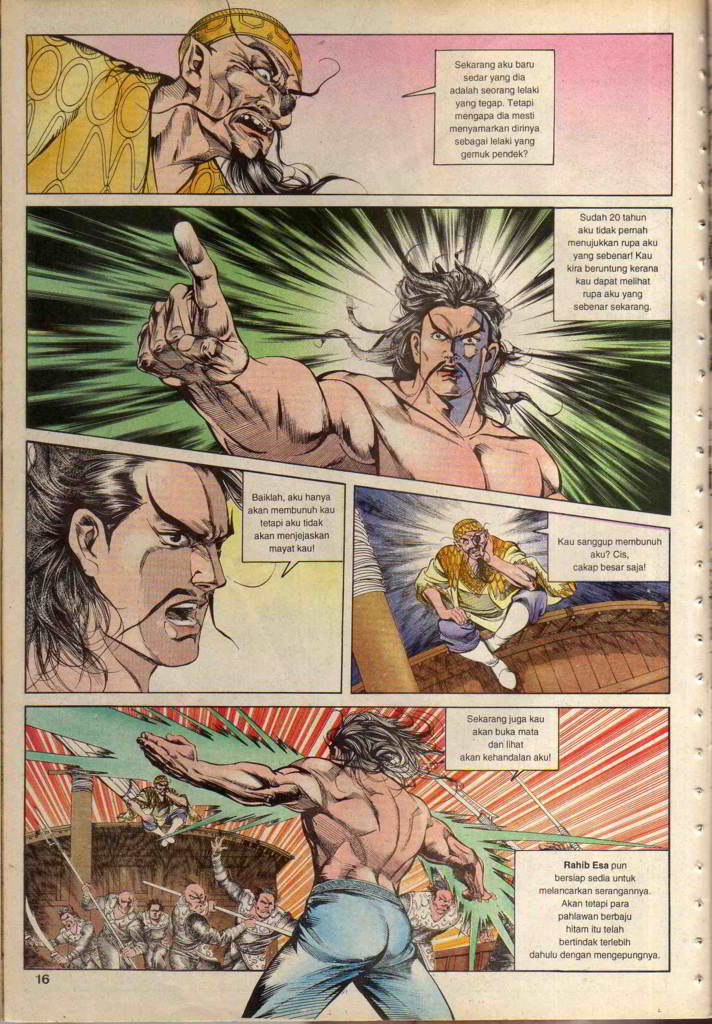 Sekarang aku baru
sedar yang dia
adalah seorang lelaki
yang tegap. Tetapi
mengapa dia mesti
menyamarkan dirinya
sebagai lelaki yang
gemuk pendek?
Sudah 20 tahun
aku tidak pernah
menujukkan rupa aku
yang sebenar! Kau
kira beruntung kerana
kau dapat melihat
rupa aku yang
sebenar sekarang.
Baiklah, aku hanya
akan membunuh kau
tetapi aku tidak
akan menjejaskan
mayat kau!
Kau sanggup membunuh
aku? Cis,
cakap besar saja!
Sekarang juga kau
akan buka mata
dan lihat
akan kehandalan aku!
Rahib Esa pun
bersiap sedia untuk
melancarkan serangannya.
Akan tetapi para
pahlawan berbaju
hitam itu telah
bertindak terlebih
dahulu dengan mengepungnya.
16